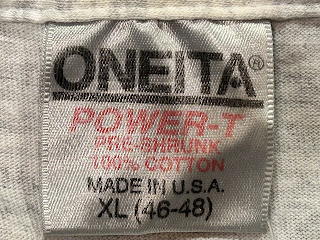 ONEITA®
POWER-T
PRE-SHRUNK
100% COTTON
MADE IN U.S.A.
XL (46-48)